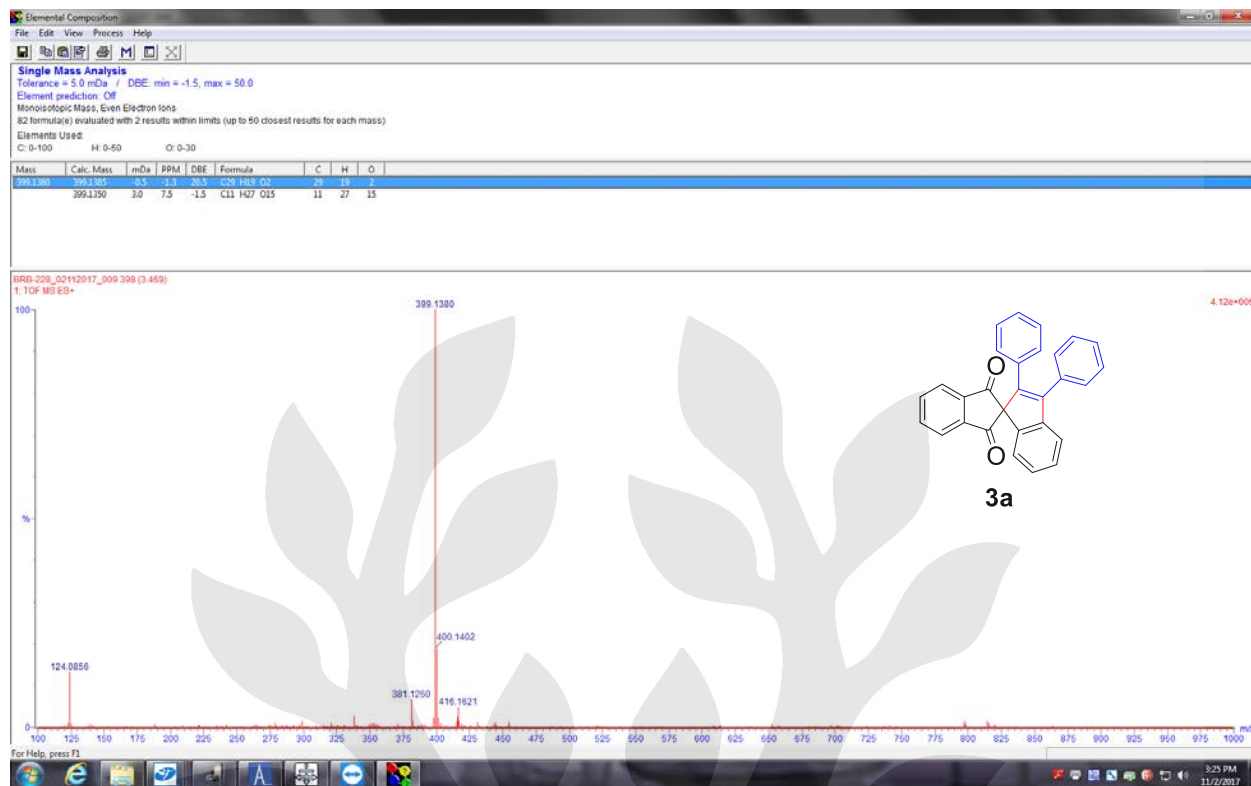 Elemental Composition
File Edit View Process Help
Single Mass Analysis
Tolerance = 5.0 mDa / DBE: min = -1.5, max = 50.0
Element prediction: Off
Monoisotopic Mass, Even Electron Ions
82 formula(e) evaluated with 2 results within limits (up to 50 closest results for each mass)
Elements Used:
C: 0-100 H: 0-50 O: 0-30
Mass Calc. Mass mDa PPM DBE Formula C H O
399.1380 399.1385 -0.5 -1.3 20.5 C29 H19 O2 29 19 2
399.1350 3.0 7.5 -1.5 C11 H27 O15 11 27 15
BRB-228_02112017_009 398 (3.459)
1: TOF MS ES+
4.12e+009
100
%
0
399.1380
400.1402
124.0856
381.1260
416.1621
O
O
3a
100 125 150 175 200 225 250 275 300 325 350 375 400 425 450 475 500 525 550 575 600 625 650 675 700 725 750 775 800 825 850 875 900 925 950 975 1000
m/z
For Help, press F1
3:25 PM
11/2/2017